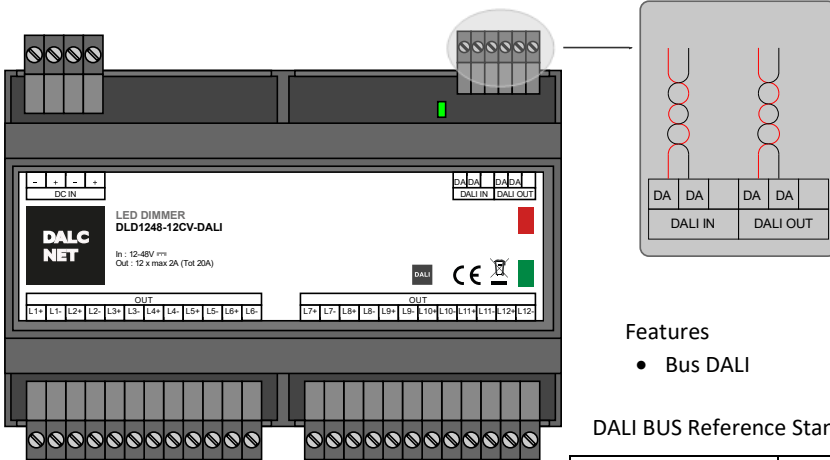 - + - +
DC IN
DA DA DA DA
DALI IN DALI OUT
DALC
NET
LED DIMMER
DLD1248-12CV-DALI
In : 12-48V
Out : 12 x max 2A (Tot 20A)
DALI
CE
OUT
L1+ L1- L2+ L2- L3+ L3- L4+ L4- L5+ L5- L6+ L6-
OUT
L7+ L7- L8+ L8- L9+ L9- L10+ L10- L11+ L11- L12+ L12-
DA DA DA DA
DALI IN DALI OUT
Features
• Bus DALI
DALI BUS Reference Star